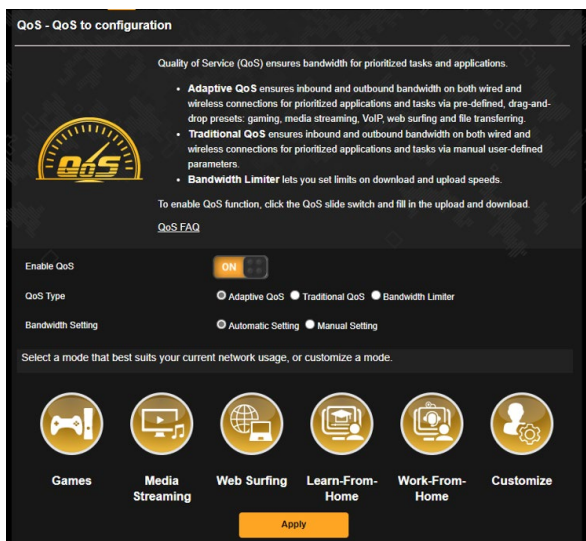 QoS - QoS to configuration
Quality of Service (QoS) ensures bandwidth for prioritized tasks and applications.
• Adaptive QoS ensures inbound and outbound bandwidth on both wired and
wireless connections for prioritized applications and tasks via pre-defined, drag-and-
drop presets: gaming, media streaming, VoIP, web surfing and file transferring.
• Traditional QoS ensures inbound and outbound bandwidth on both wired and
wireless connections for prioritized applications and tasks via manual user-defined
parameters.
• Bandwidth Limiter lets you set limits on download and upload speeds.
QoS
To enable QoS function, click the QoS slide switch and fill in the upload and download.
QoS FAQ
Enable QoS ON
QoS Type Adaptive QoS Traditional QoS Bandwidth Limiter
Bandwidth Setting Automatic Setting Manual Setting
Select a mode that best suits your current network usage, or customize a mode.
Games Media Web Surfing Learn-From- Work-From- Customize
Streaming Home Home
Apply